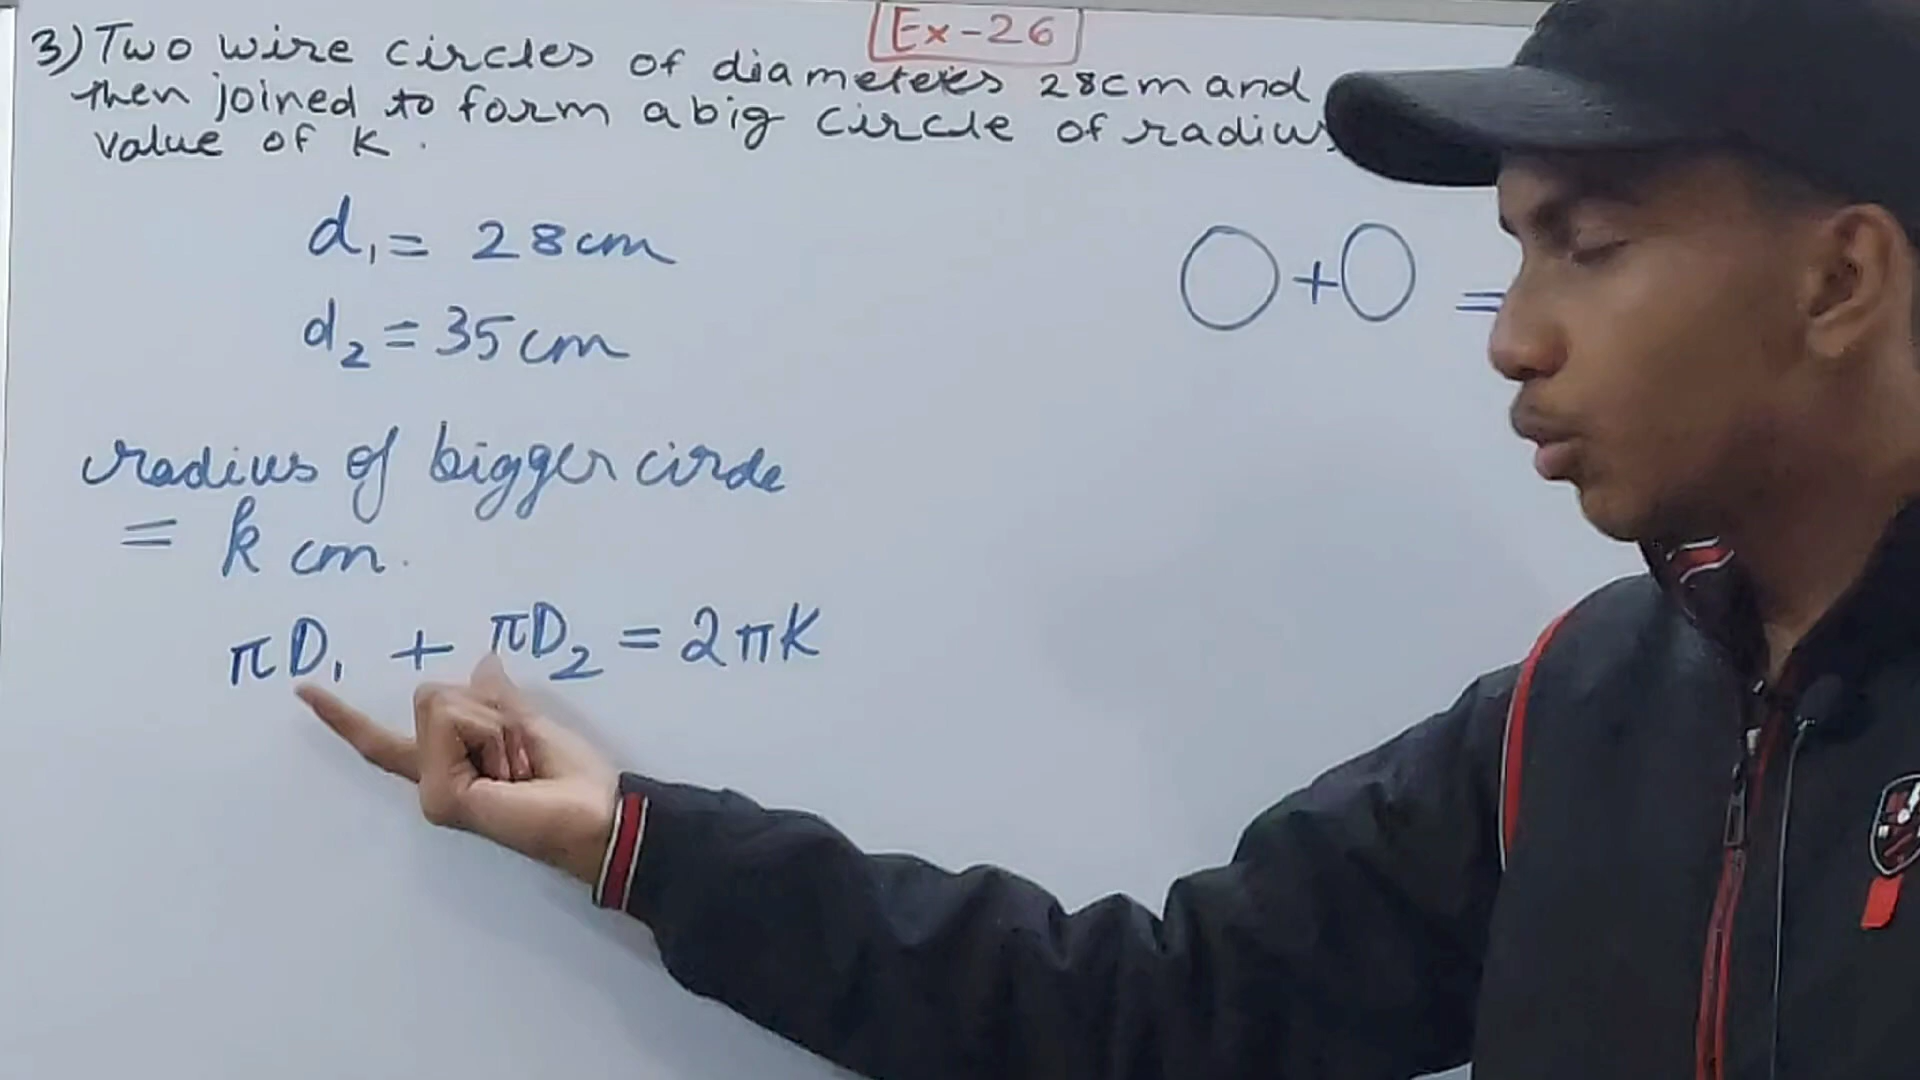 Ex-26
3) Two wire circles of diameters 28cm and
then joined to form a big circle of radius
value of K.
d₁ = 28cm
d₂ = 35cm
radius of bigger circle
= k cm.
πD₁ + πD₂ = 2πK
+ =